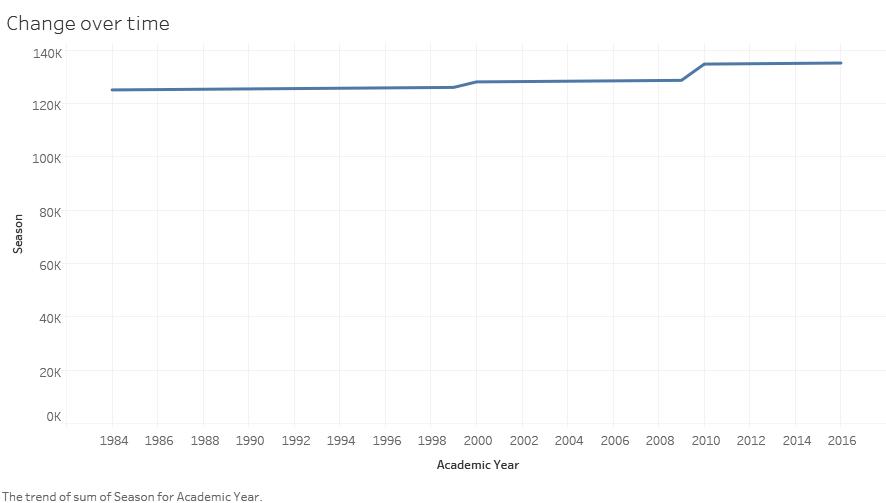 Change over time
140K
120K
100K
80K
60K
40K
20K
0K
Season
1984 1986 1988 1990 1992 1994 1996 1998 2000 2002 2004 2006 2008 2010 2012 2014 2016
Academic Year
The trend of sum of Season for Academic Year.